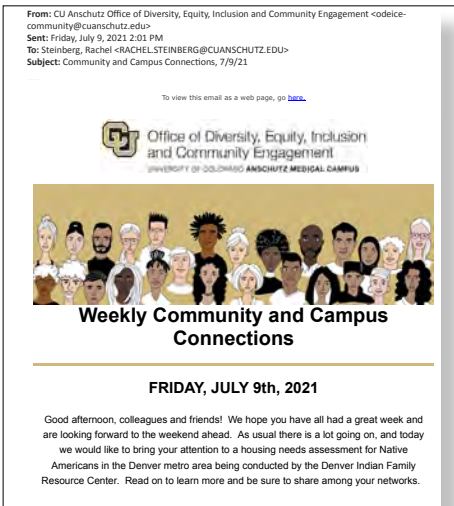 From: CU Anschutz Office of Diversity, Equity, Inclusion and Community Engagement <odeice-
community@cuanschutz.edu>
Sent: Friday, July 9, 2021 2:01 PM
To: Steinberg, Rachel <RACHEL.STEINBERG@CUANSCHUTZ.EDU>
Subject: Community and Campus Connections, 7/9/21
To view this email as a web page, go here.
Office of Diversity, Equity, Inclusion
and Community Engagement
UNIVERSITY OF COLORADO ANSCHUTZ MEDICAL CAMPUS
Weekly Community and Campus
Connections
FRIDAY, JULY 9th, 2021
Good afternoon, colleagues and friends! We hope you have all had a great week and
are looking forward to the weekend ahead. As usual there is a lot going on, and today
we would like to bring your attention to a housing needs assessment for Native
Americans in the Denver metro area being conducted by the Denver Indian Family
Resource Center. Read on to learn more and be sure to share among your networks.